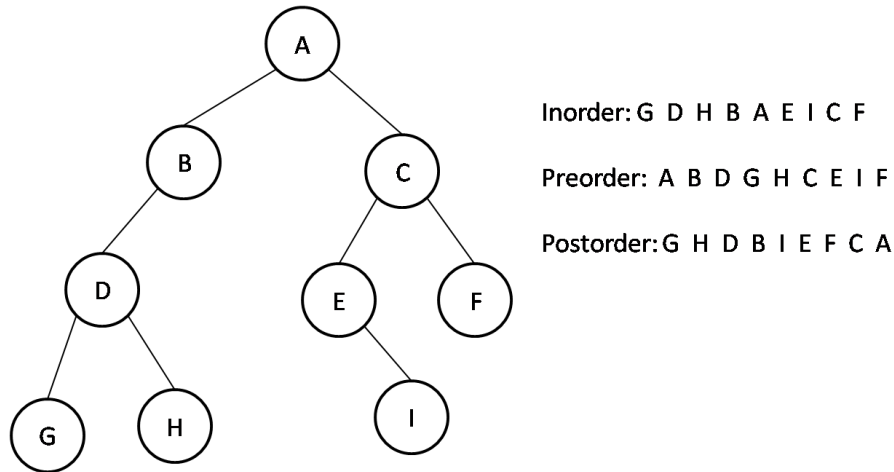 A
B
C
D
E
F
G
H
I
Inorder: G D H B A E I C F
Preorder: A B D G H C E I F
Postorder: G H D B I E F C A